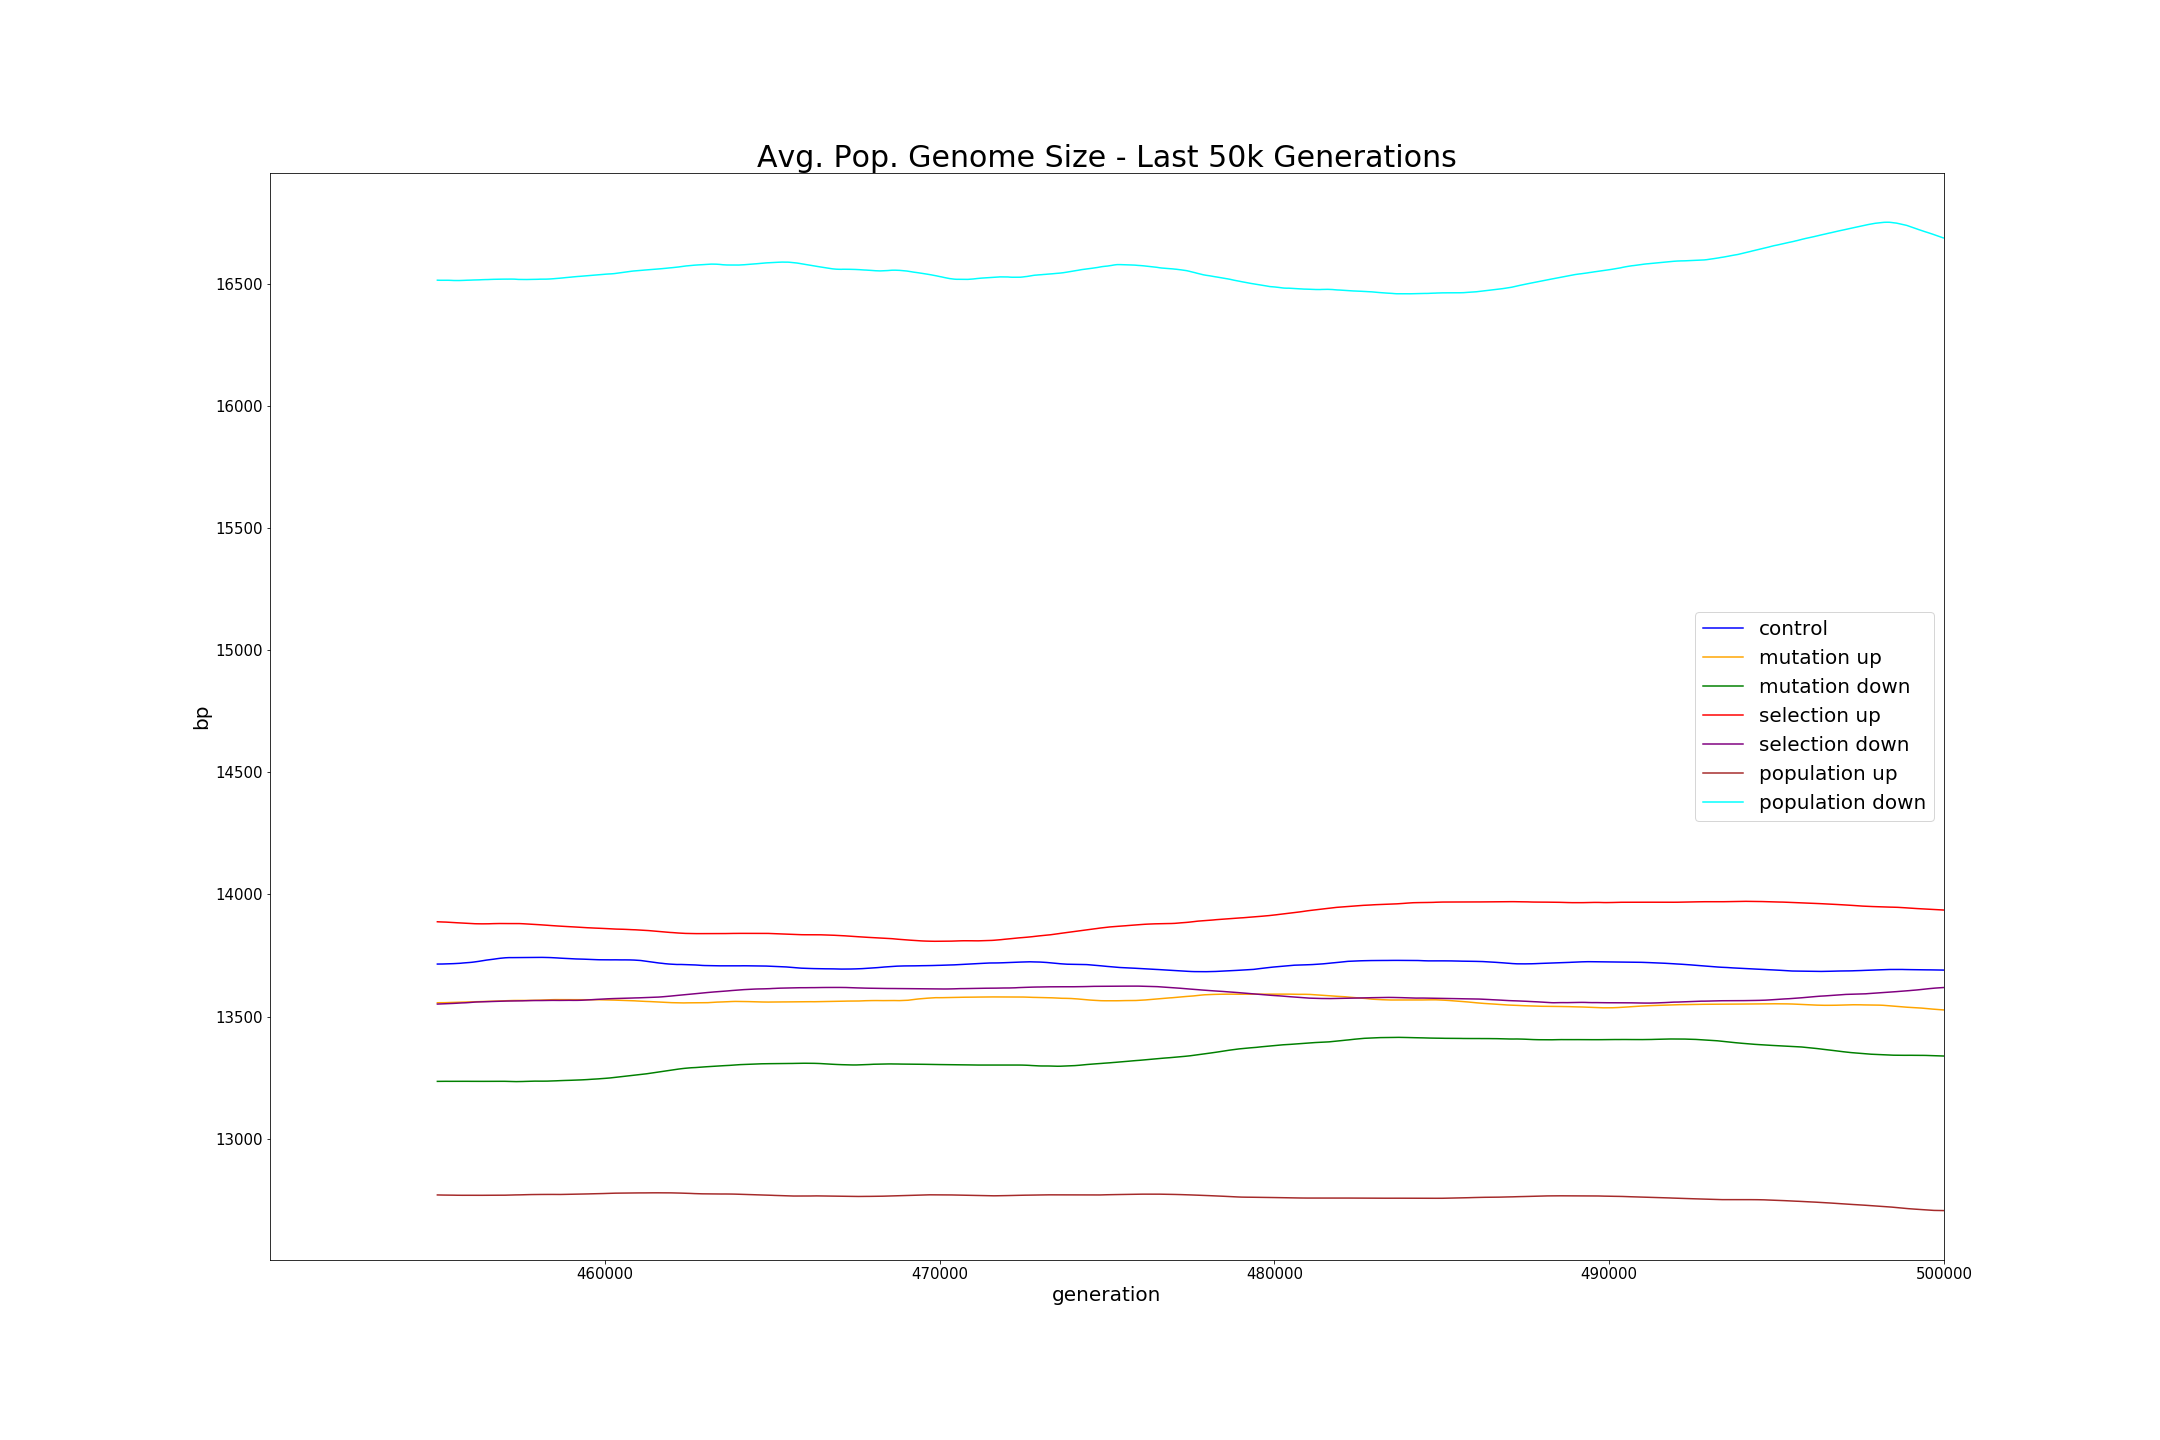 Avg. Pop. Genome Size - Last 50k Generations
16500
16000
15500
15000
14500
14000
13500
13000
bp
control
mutation up
mutation down
selection up
selection down
population up
population down
460000 470000 480000 490000 500000
generation